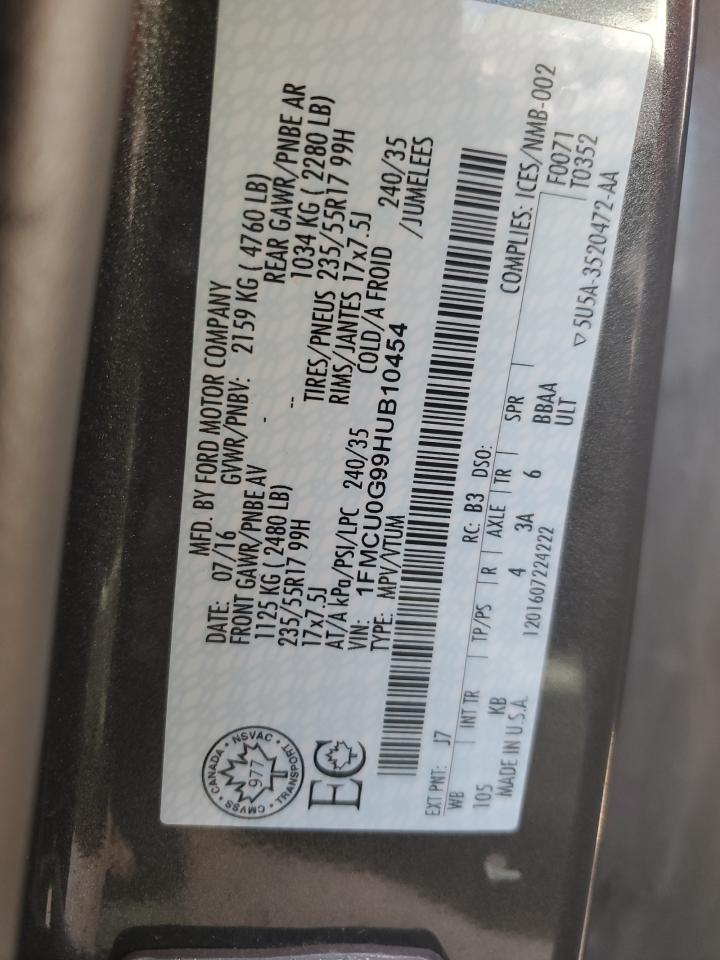 MFD. BY FORD MOTOR COMPANY
DATE: 07/16 GVWR/PNBV: 2159 KG ( 4760 LB)
FRONT GAWR/PNBE AV REAR GAWR/PNBE AR
1125 KG ( 2480 LB) - 1034 KG ( 2280 LB)
235/55R17 99H -- TIRES/PNEUS 235/55R17 99H
17x7.5J RIMS/JANTES 17x7.5J
AT/A kPa/PSI/LPC 240/35 COLD/A FROID 240/35
VIN: 1FMCU0G99HUB10454 /JUMELEES
TYPE: MPV/VTUM
CANADA • NSVAC • TRANSPORT • CMVSS •
977
T
EC
EXT PNT: J7 RC: B3 DSO: COMPLIES: ICES/NMB-002
WB INT TR TP/PS R AXLE TR SPR F0071
105 KB 4 3A 6 BBAA T0352
MADE IN U.S.A. ULT
1201607224222 ▽ 5U5A-3520472-AA